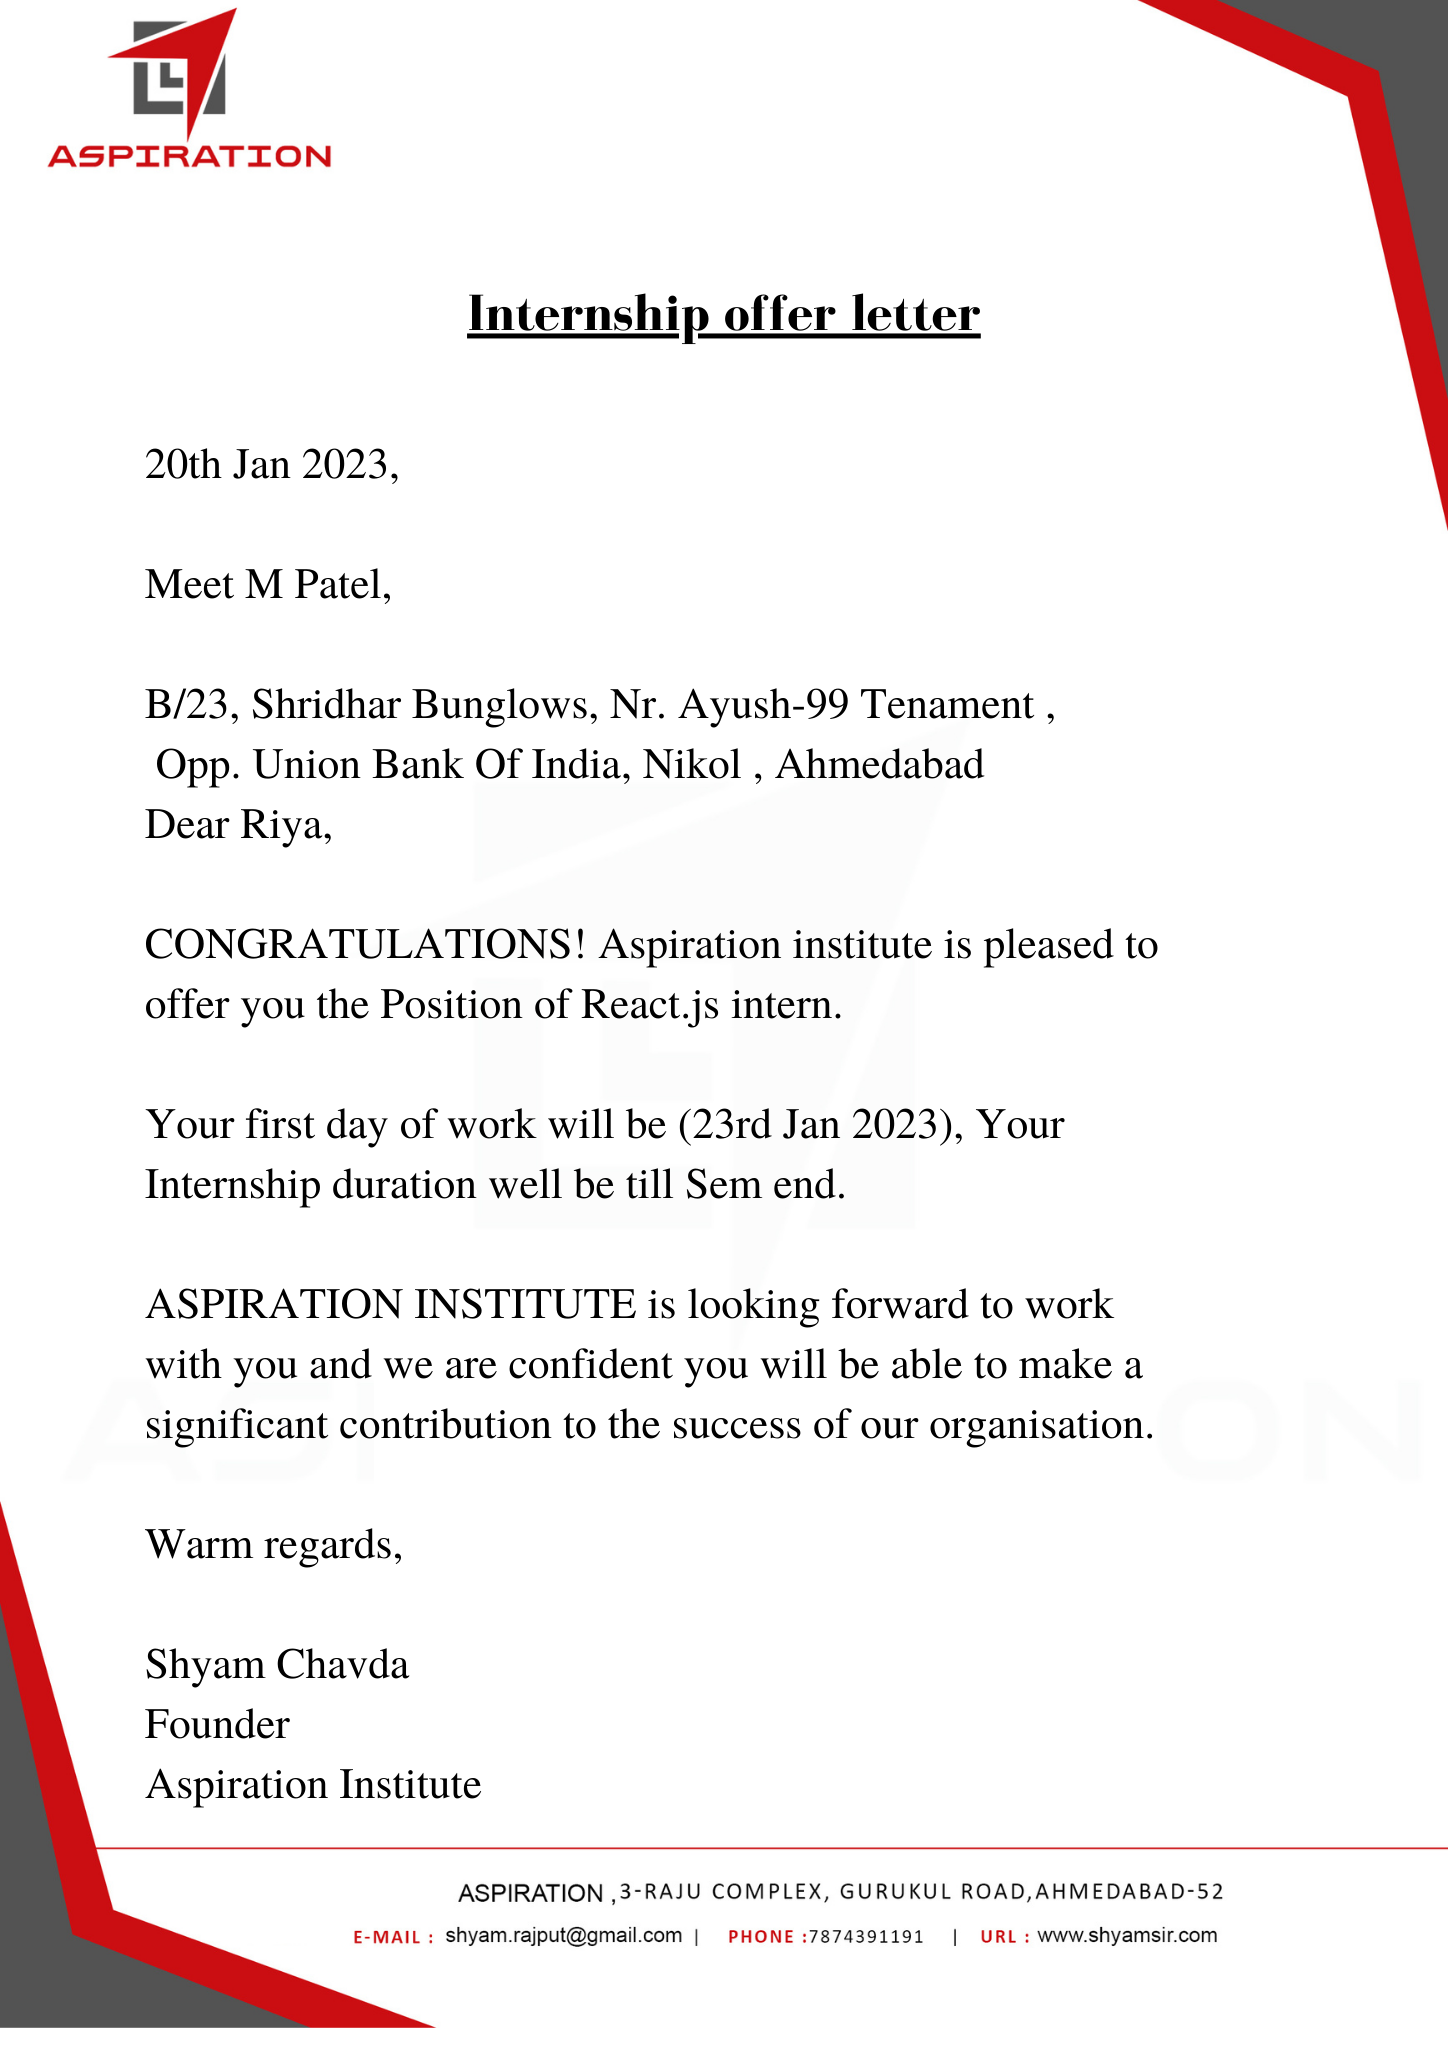 ASPIRATION
Internship offer letter
20th Jan 2023,
Meet M Patel,
B/23, Shridhar Bunglows, Nr. Ayush-99 Tenament ,
Opp. Union Bank Of India, Nikol , Ahmedabad
Dear Riya,
CONGRATULATIONS! Aspiration institute is pleased to
offer you the Position of React.js intern.
Your first day of work will be (23rd Jan 2023), Your
Internship duration well be till Sem end.
ASPIRATION INSTITUTE is looking forward to work
with you and we are confident you will be able to make a
significant contribution to the success of our organisation.
Warm regards,
Shyam Chavda
Founder
Aspiration Institute
ASPIRATION ,3-RAJU COMPLEX, GURUKUL ROAD,AHMEDABAD-52
E-MAIL : shyam.rajput@gmail.com | PHONE :7874391191 | URL : www.shyamsir.com